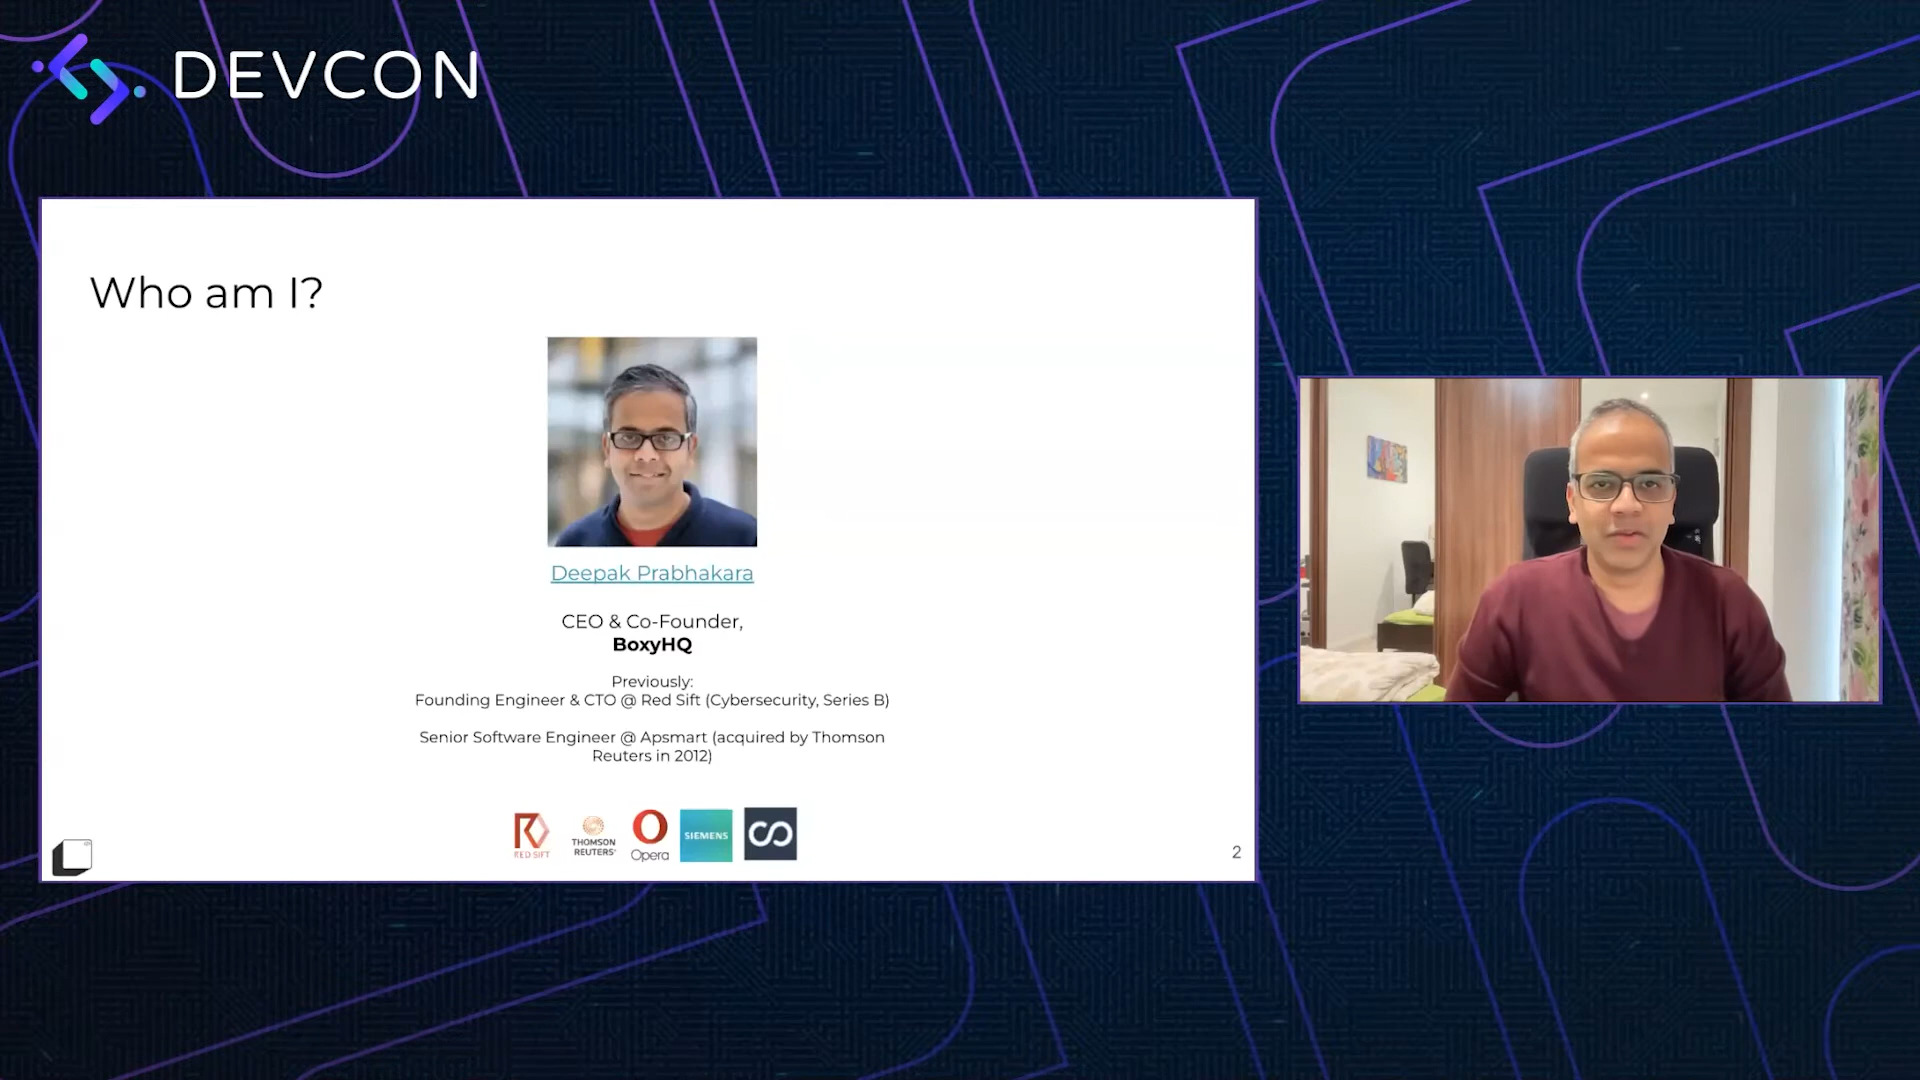 DEVCON
Who am I?
Deepak Prabhakara
CEO & Co-Founder,
BoxyHQ
Previously:
Founding Engineer & CTO @ Red Sift (Cybersecurity, Series B)
Senior Software Engineer @ Apsmart (acquired by Thomson
Reuters in 2012)
RED SIFT
THOMSON
REUTERS
Opera
SIEMENS
2